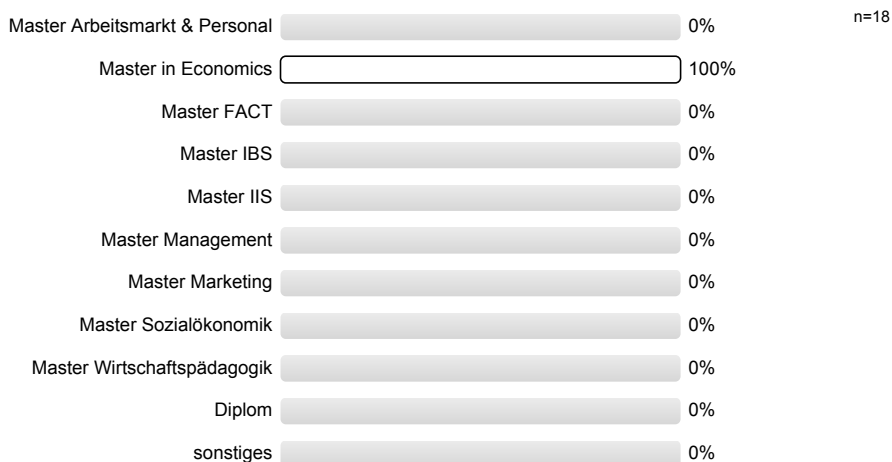 Master Arbeitsmarkt & Personal 0% n=18
Master in Economics 100%
Master FACT 0%
Master IBS 0%
Master IIS 0%
Master Management 0%
Master Marketing 0%
Master Sozialökonomik 0%
Master Wirtschaftspädagogik 0%
Diplom 0%
sonstiges 0%